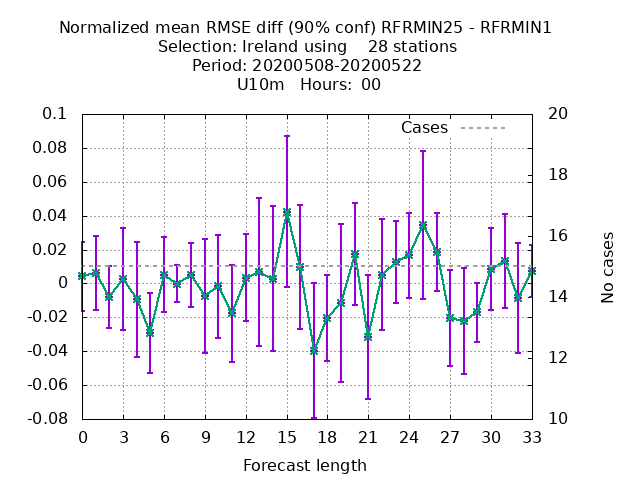 Normalized mean RMSE diff (90% conf) RFRMIN25 - RFRMIN1
Selection: Ireland using    28 stations
Period: 20200508-20200522
U10m   Hours:  00
Cases
0.1
0.08
0.06
0.04
0.02
0
-0.02
-0.04
-0.06
-0.08
20
18
16
14
12
10
No cases
0 3 6 9 12 15 18 21 24 27 30 33
Forecast length